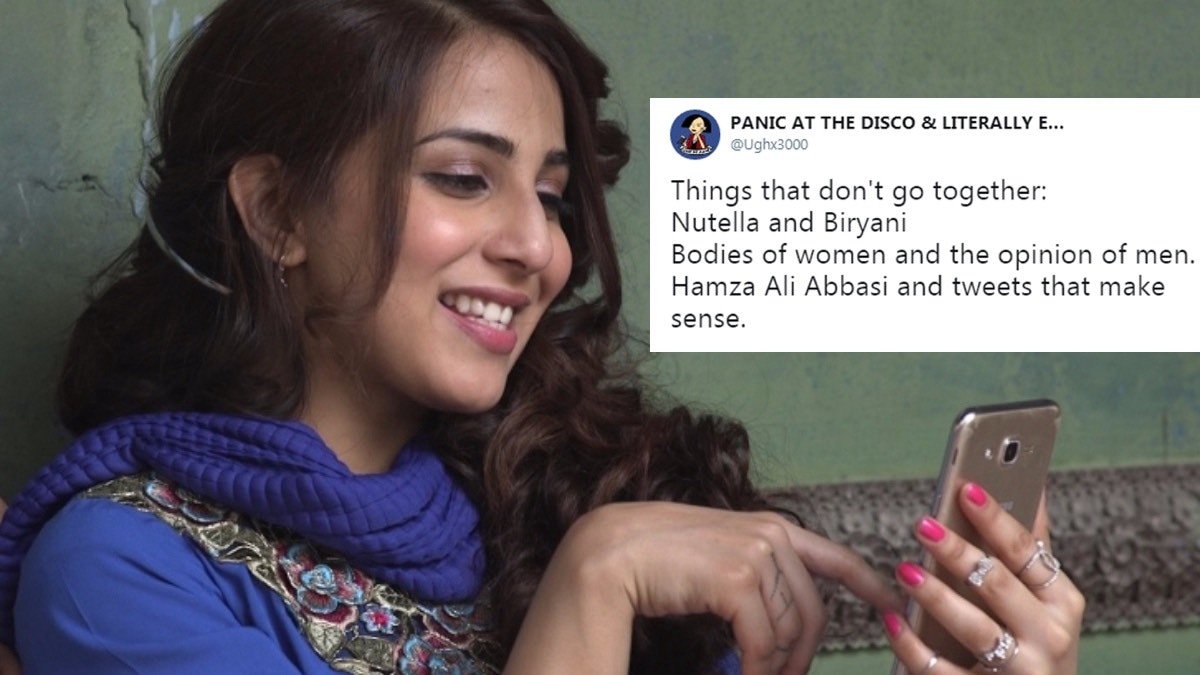 PANIC AT THE DISCO & LITERALLY E...
@Ughx3000
Things that don't go together:
Nutella and Biryani
Bodies of women and the opinion of men.
Hamza Ali Abbasi and tweets that make
sense.